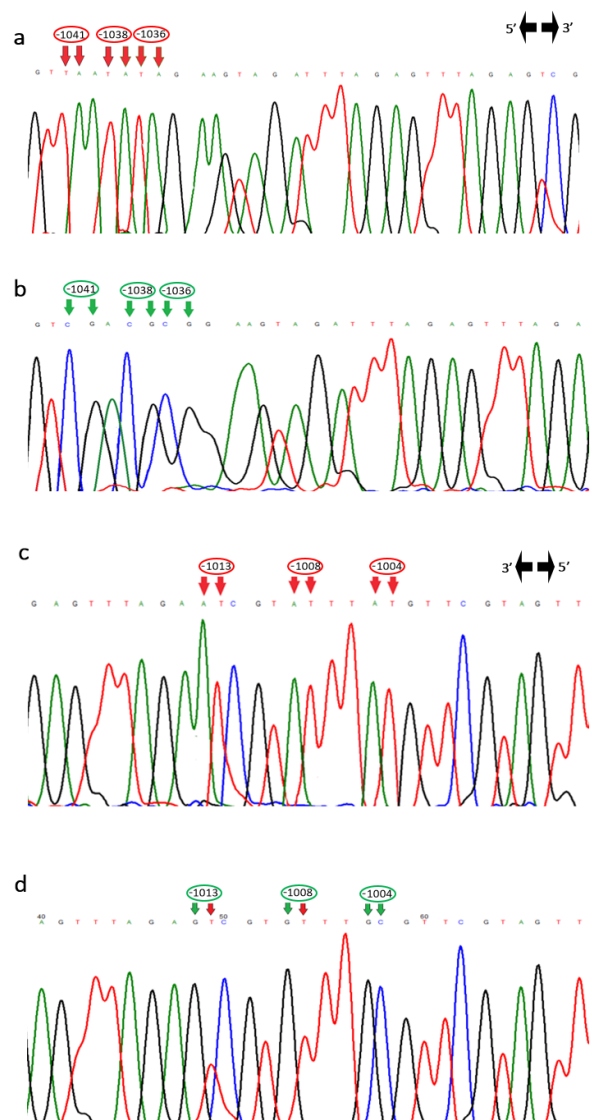 a
-1041 -1038 -1036
5' 3'
G T T A A T A T A G A A G T A G A T T T A G A G T T T A G A G T C G
b
-1041 -1038 -1036
G T C G A C G C G G A A G T A G A T T T A G A G T T T A G A
c
-1013 -1008 -1004
3' 5'
G A G T T T A G A A T C G T A T T T A T G T T C G T A G T T
d
-1013 -1008 -1004
40 50 60
A G T T T A G A G T C G T G T T T G C G T T C G T A G T T